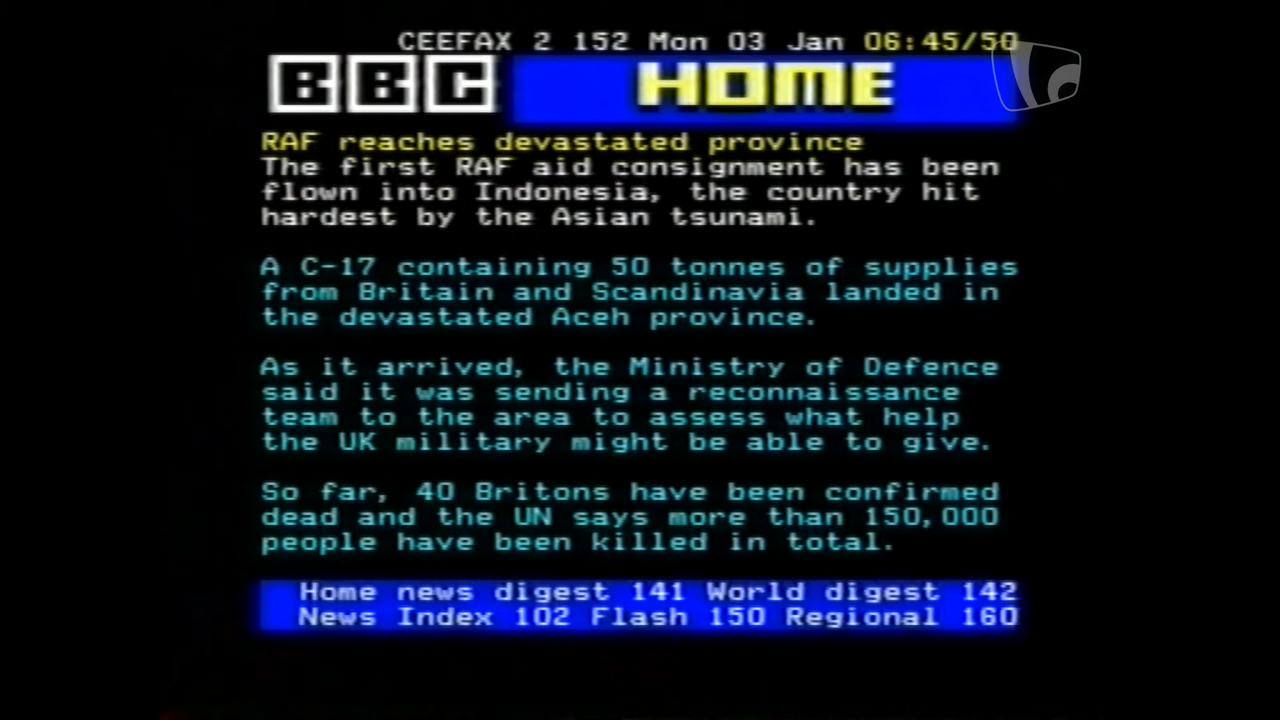 CEEFAX 2 152 Mon 03 Jan 06:45/50
BBC HOME
RAF reaches devastated province
The first RAF aid consignment has been
flown into Indonesia, the country hit
hardest by the Asian tsunami.
A C-17 containing 50 tonnes of supplies
from Britain and Scandinavia landed in
the devastated Aceh province.
As it arrived, the Ministry of Defence
said it was sending a reconnaissance
team to the area to assess what help
the UK military might be able to give.
So far, 40 Britons have been confirmed
dead and the UN says more than 150,000
people have been killed in total.
Home news digest 141 World digest 142
News Index 102 Flash 150 Regional 160